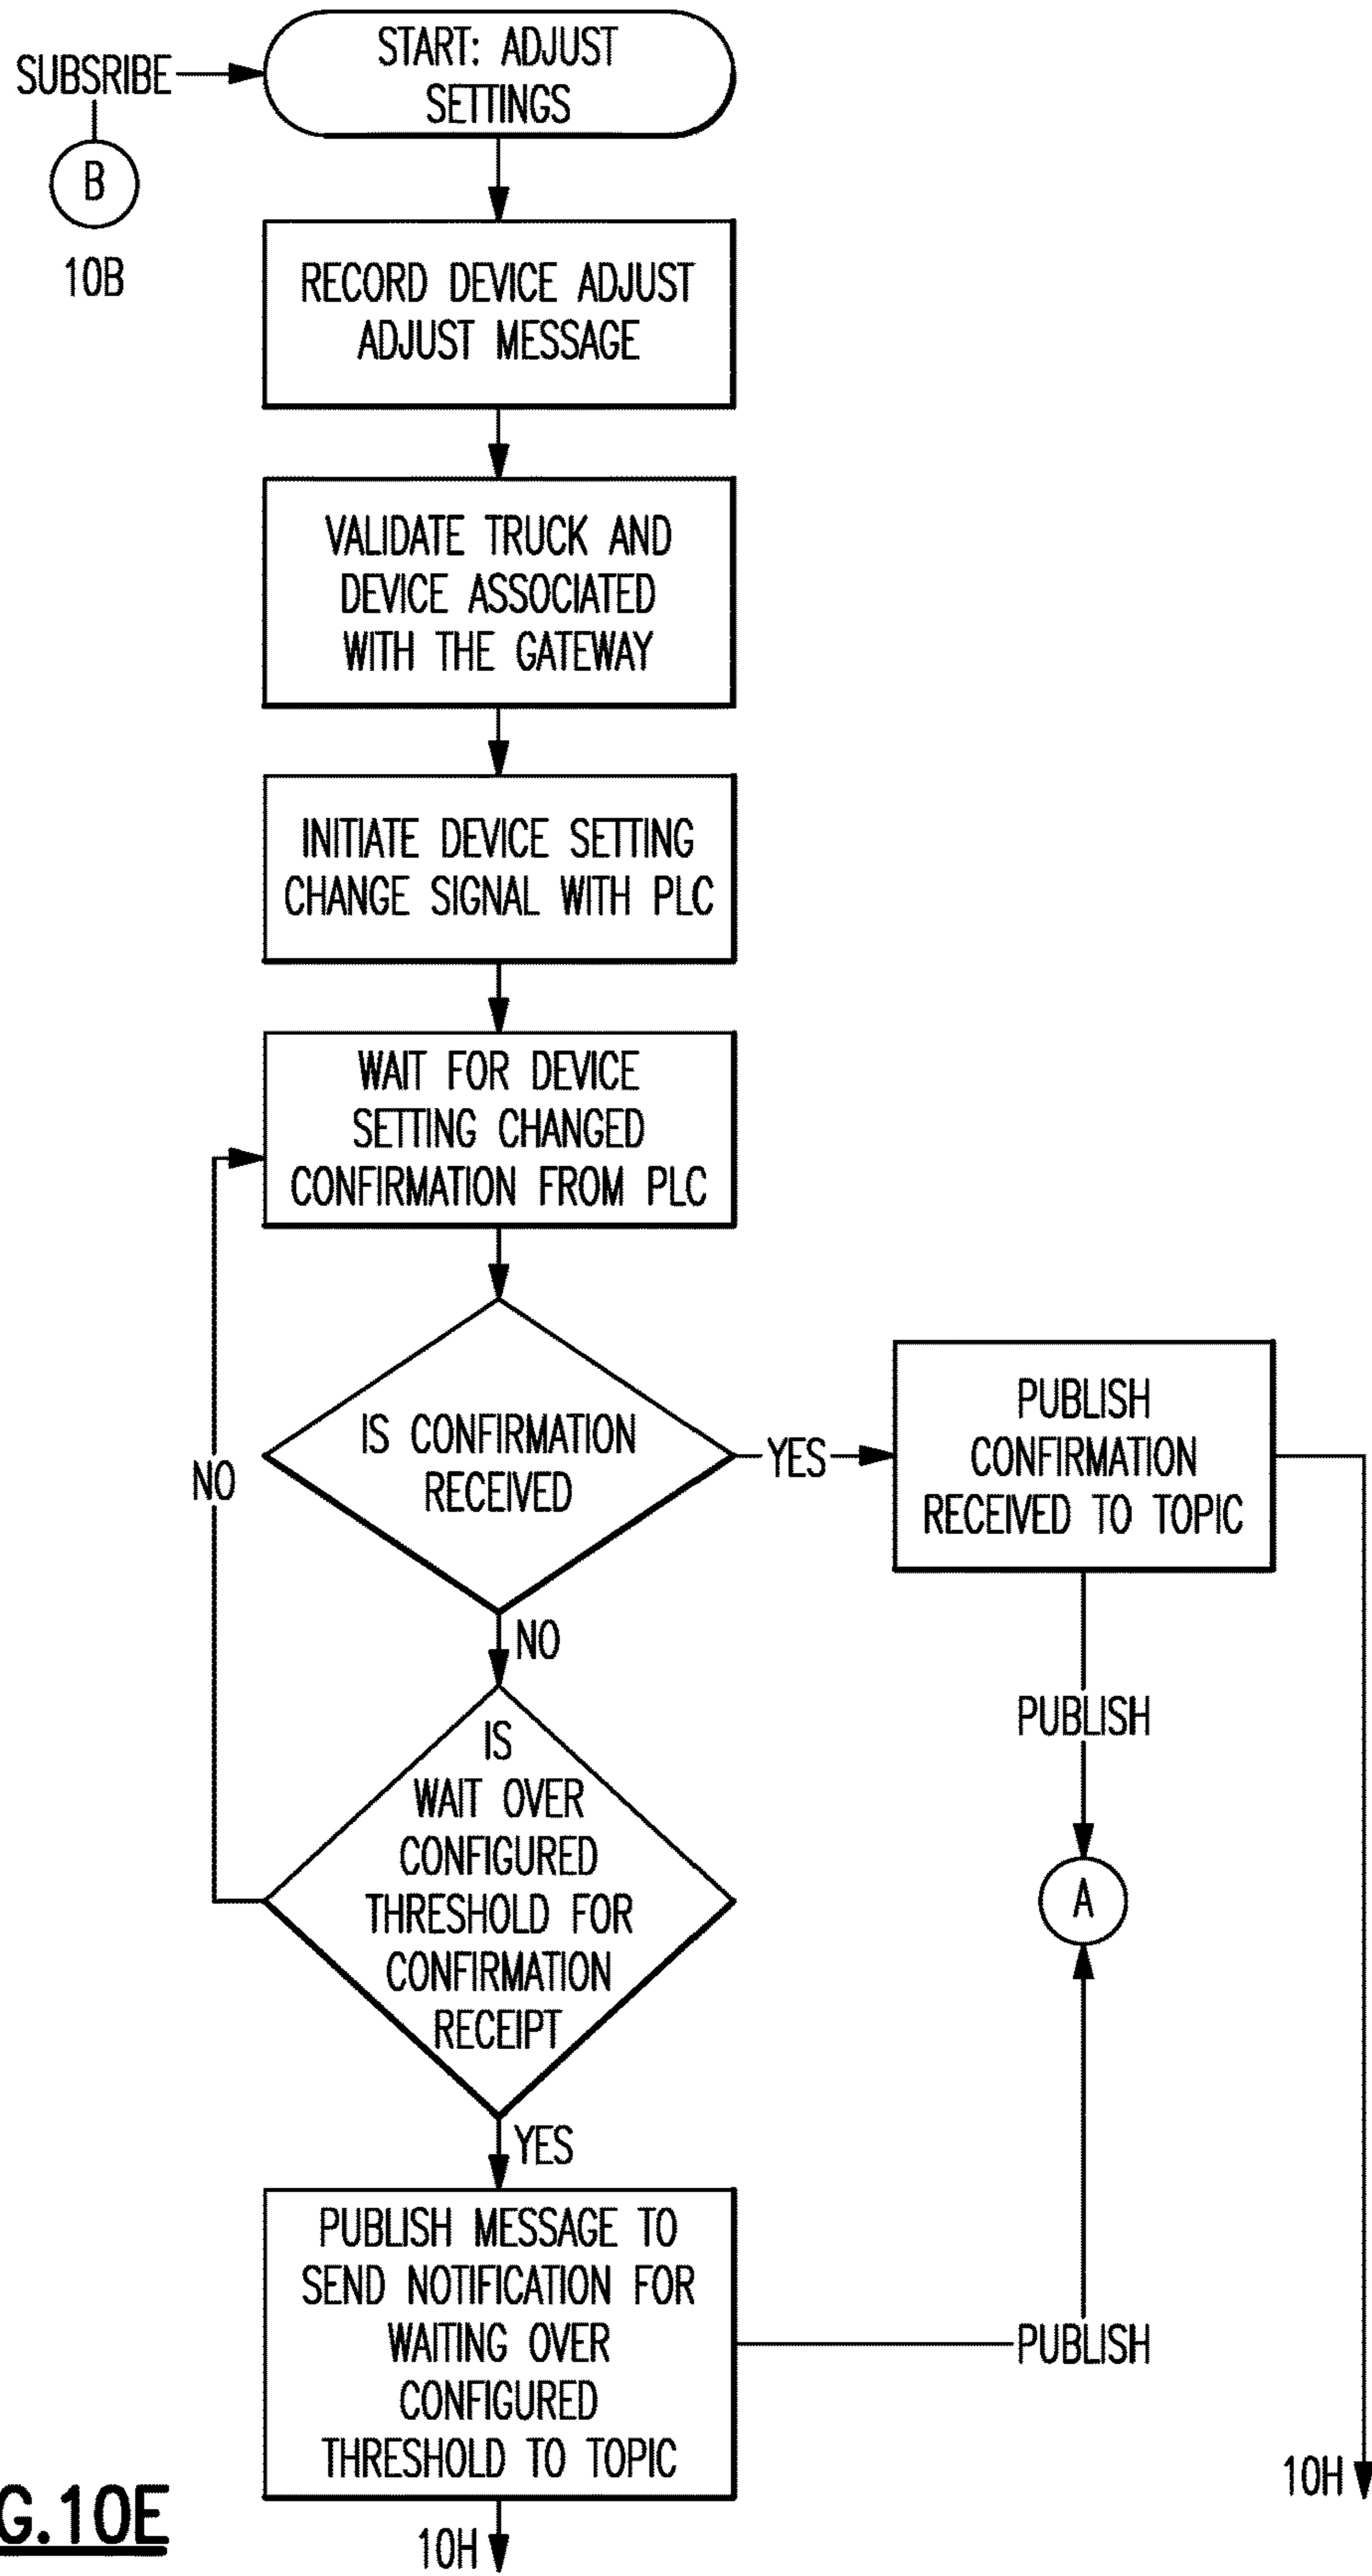 SUBSRIBE
B
10B
START: ADJUST
SETTINGS
RECORD DEVICE ADJUST
ADJUST MESSAGE
VALIDATE TRUCK AND
DEVICE ASSOCIATED
WITH THE GATEWAY
INITIATE DEVICE SETTING
CHANGE SIGNAL WITH PLC
WAIT FOR DEVICE
SETTING CHANGED
CONFIRMATION FROM PLC
IS CONFIRMATION
RECEIVED
YES
PUBLISH
CONFIRMATION
RECEIVED TO TOPIC
NO
NO
PUBLISH
IS
WAIT OVER
CONFIGURED
THRESHOLD FOR
CONFIRMATION
RECEIPT
A
YES
PUBLISH MESSAGE TO
SEND NOTIFICATION FOR
WAITING OVER
CONFIGURED
THRESHOLD TO TOPIC
PUBLISH
10H
10H
G.10E